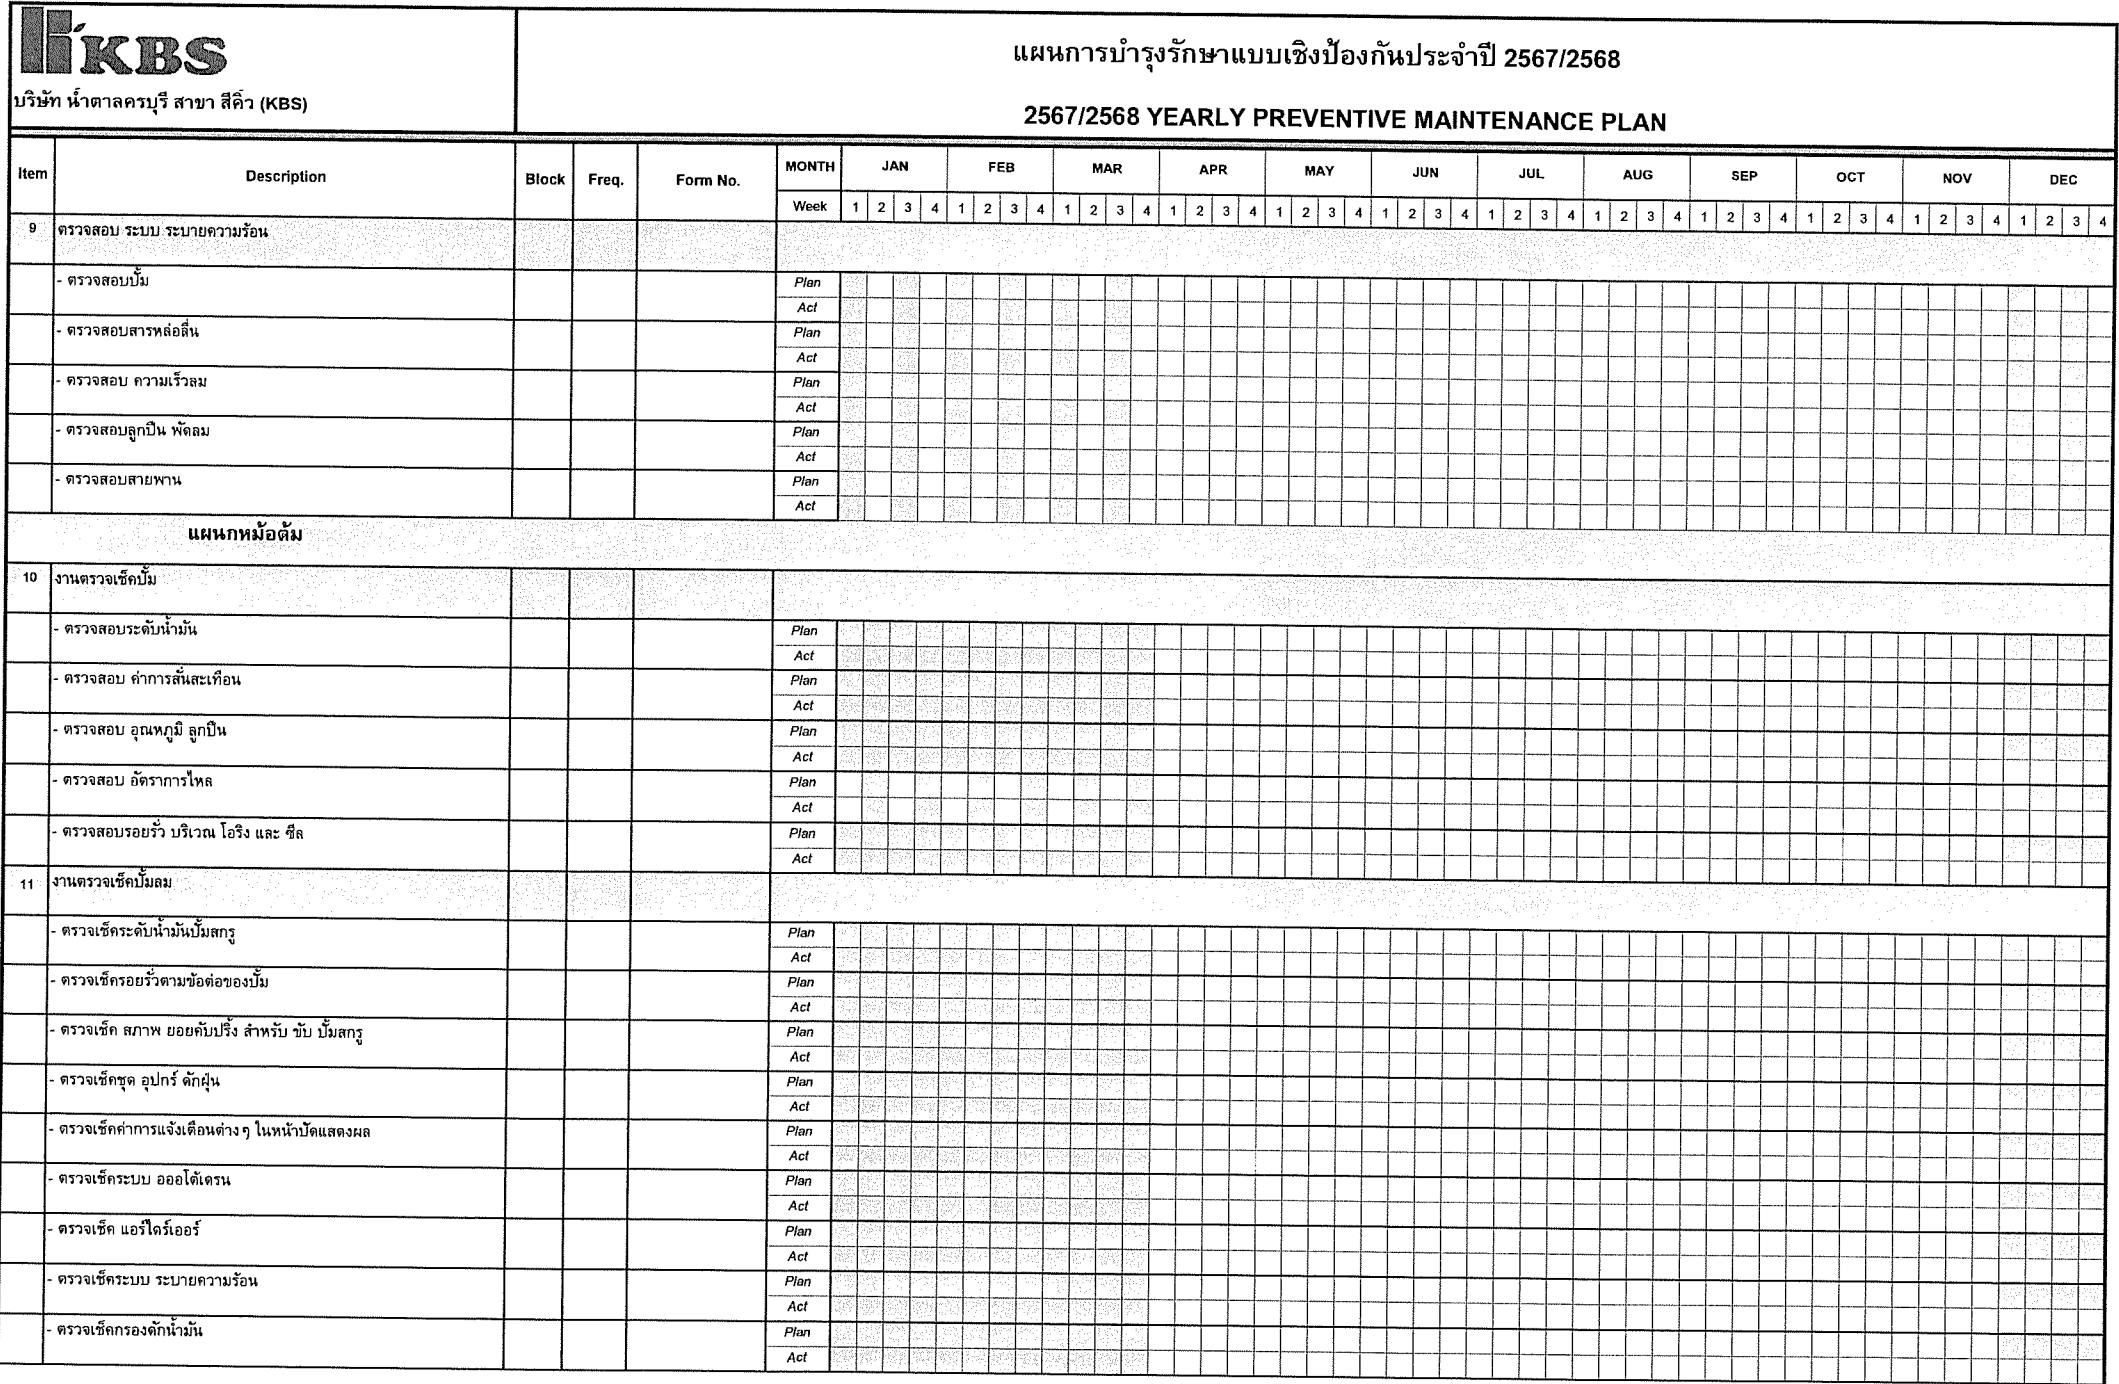 KBS
บริษัท น้ำตาลครบุรี สาขา สีคิ้ว (KBS)
แผนการบำรุงรักษาแบบเชิงป้องกันประจำปี 2567/2568
2567/2568 YEARLY PREVENTIVE MAINTENANCE PLAN
Item Description Block Freq. Form No. MONTH JAN FEB MAR APR MAY JUN JUL AUG SEP OCT NOV DEC
Week 1 2 3 4 1 2 3 4 1 2 3 4 1 2 3 4 1 2 3 4 1 2 3 4 1 2 3 4 1 2 3 4 1 2 3 4 1 2 3 4 1 2 3 4 1 2 3 4
9 ตรวจสอบ ระบบ ระบายความร้อน
- ตรวจสอบปั้ม Plan
Act
- ตรวจสอบสารหล่อลื่น Plan
Act
- ตรวจสอบ ความเร็วลม Plan
Act
- ตรวจสอบลูกปืน พัดลม Plan
Act
- ตรวจสอบสายพาน Plan
Act
แผนกหม้อต้ม
10 งานตรวจเช็คปั้ม
- ตรวจสอบระดับน้ำมัน Plan
Act
- ตรวจสอบ ค่าการสั่นสะเทือน Plan
Act
- ตรวจสอบ อุณหภูมิ ลูกปืน Plan
Act
- ตรวจสอบ อัตราการไหล Plan
Act
- ตรวจสอบรอยรั่ว บริเวณ โอริง และ ซีล Plan
Act
11 งานตรวจเช็คปั้มลม
- ตรวจเช็คระดับน้ำมันปั้มสกรู Plan
Act
- ตรวจเช็ครอยรั่วตามข้อต่อของปั้ม Plan
Act
- ตรวจเช็ค สภาพ ยอยคับปริ้ง สำหรับ ขับ ปั้มสกรู Plan
Act
- ตรวจเช็คชุด อุปกร์ ดักฝุ่น Plan
Act
- ตรวจเช็คค่าการแจ้งเตือนต่าง ๆ ในหน้าปัดแสดงผล Plan
Act
- ตรวจเช็คระบบ ออโต้เดรน Plan
Act
- ตรวจเช็ค แอร์ไดร์เออร์ Plan
Act
- ตรวจเช็คระบบ ระบายความร้อน Plan
Act
- ตรวจเช็คกรองดักน้ำมัน Plan
Act